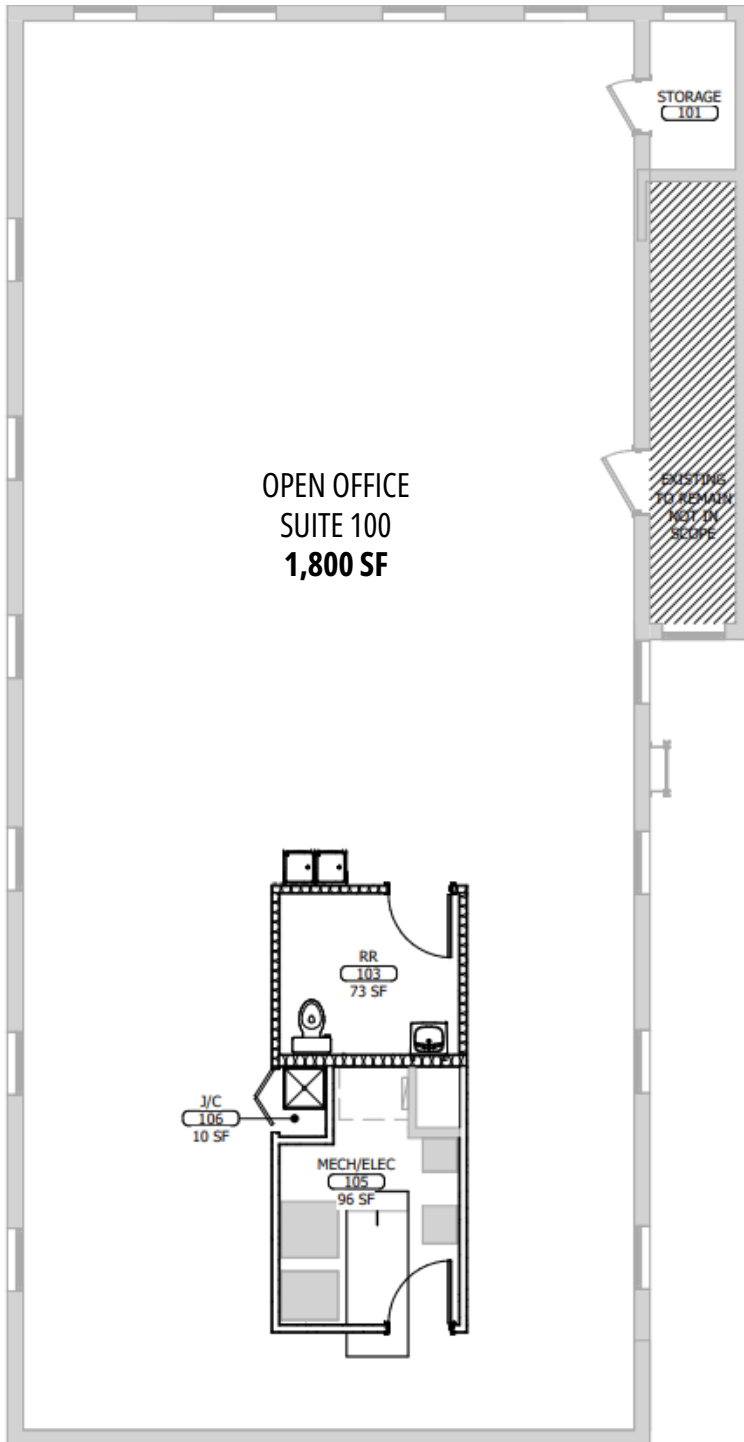 STORAGE
101
EXISTING
TO REMAIN
NOT IN
SCOPE
OPEN OFFICE
SUITE 100
1,800 SF
RR
103
73 SF
J/C
106
10 SF
MECH/ELEC
105
96 SF